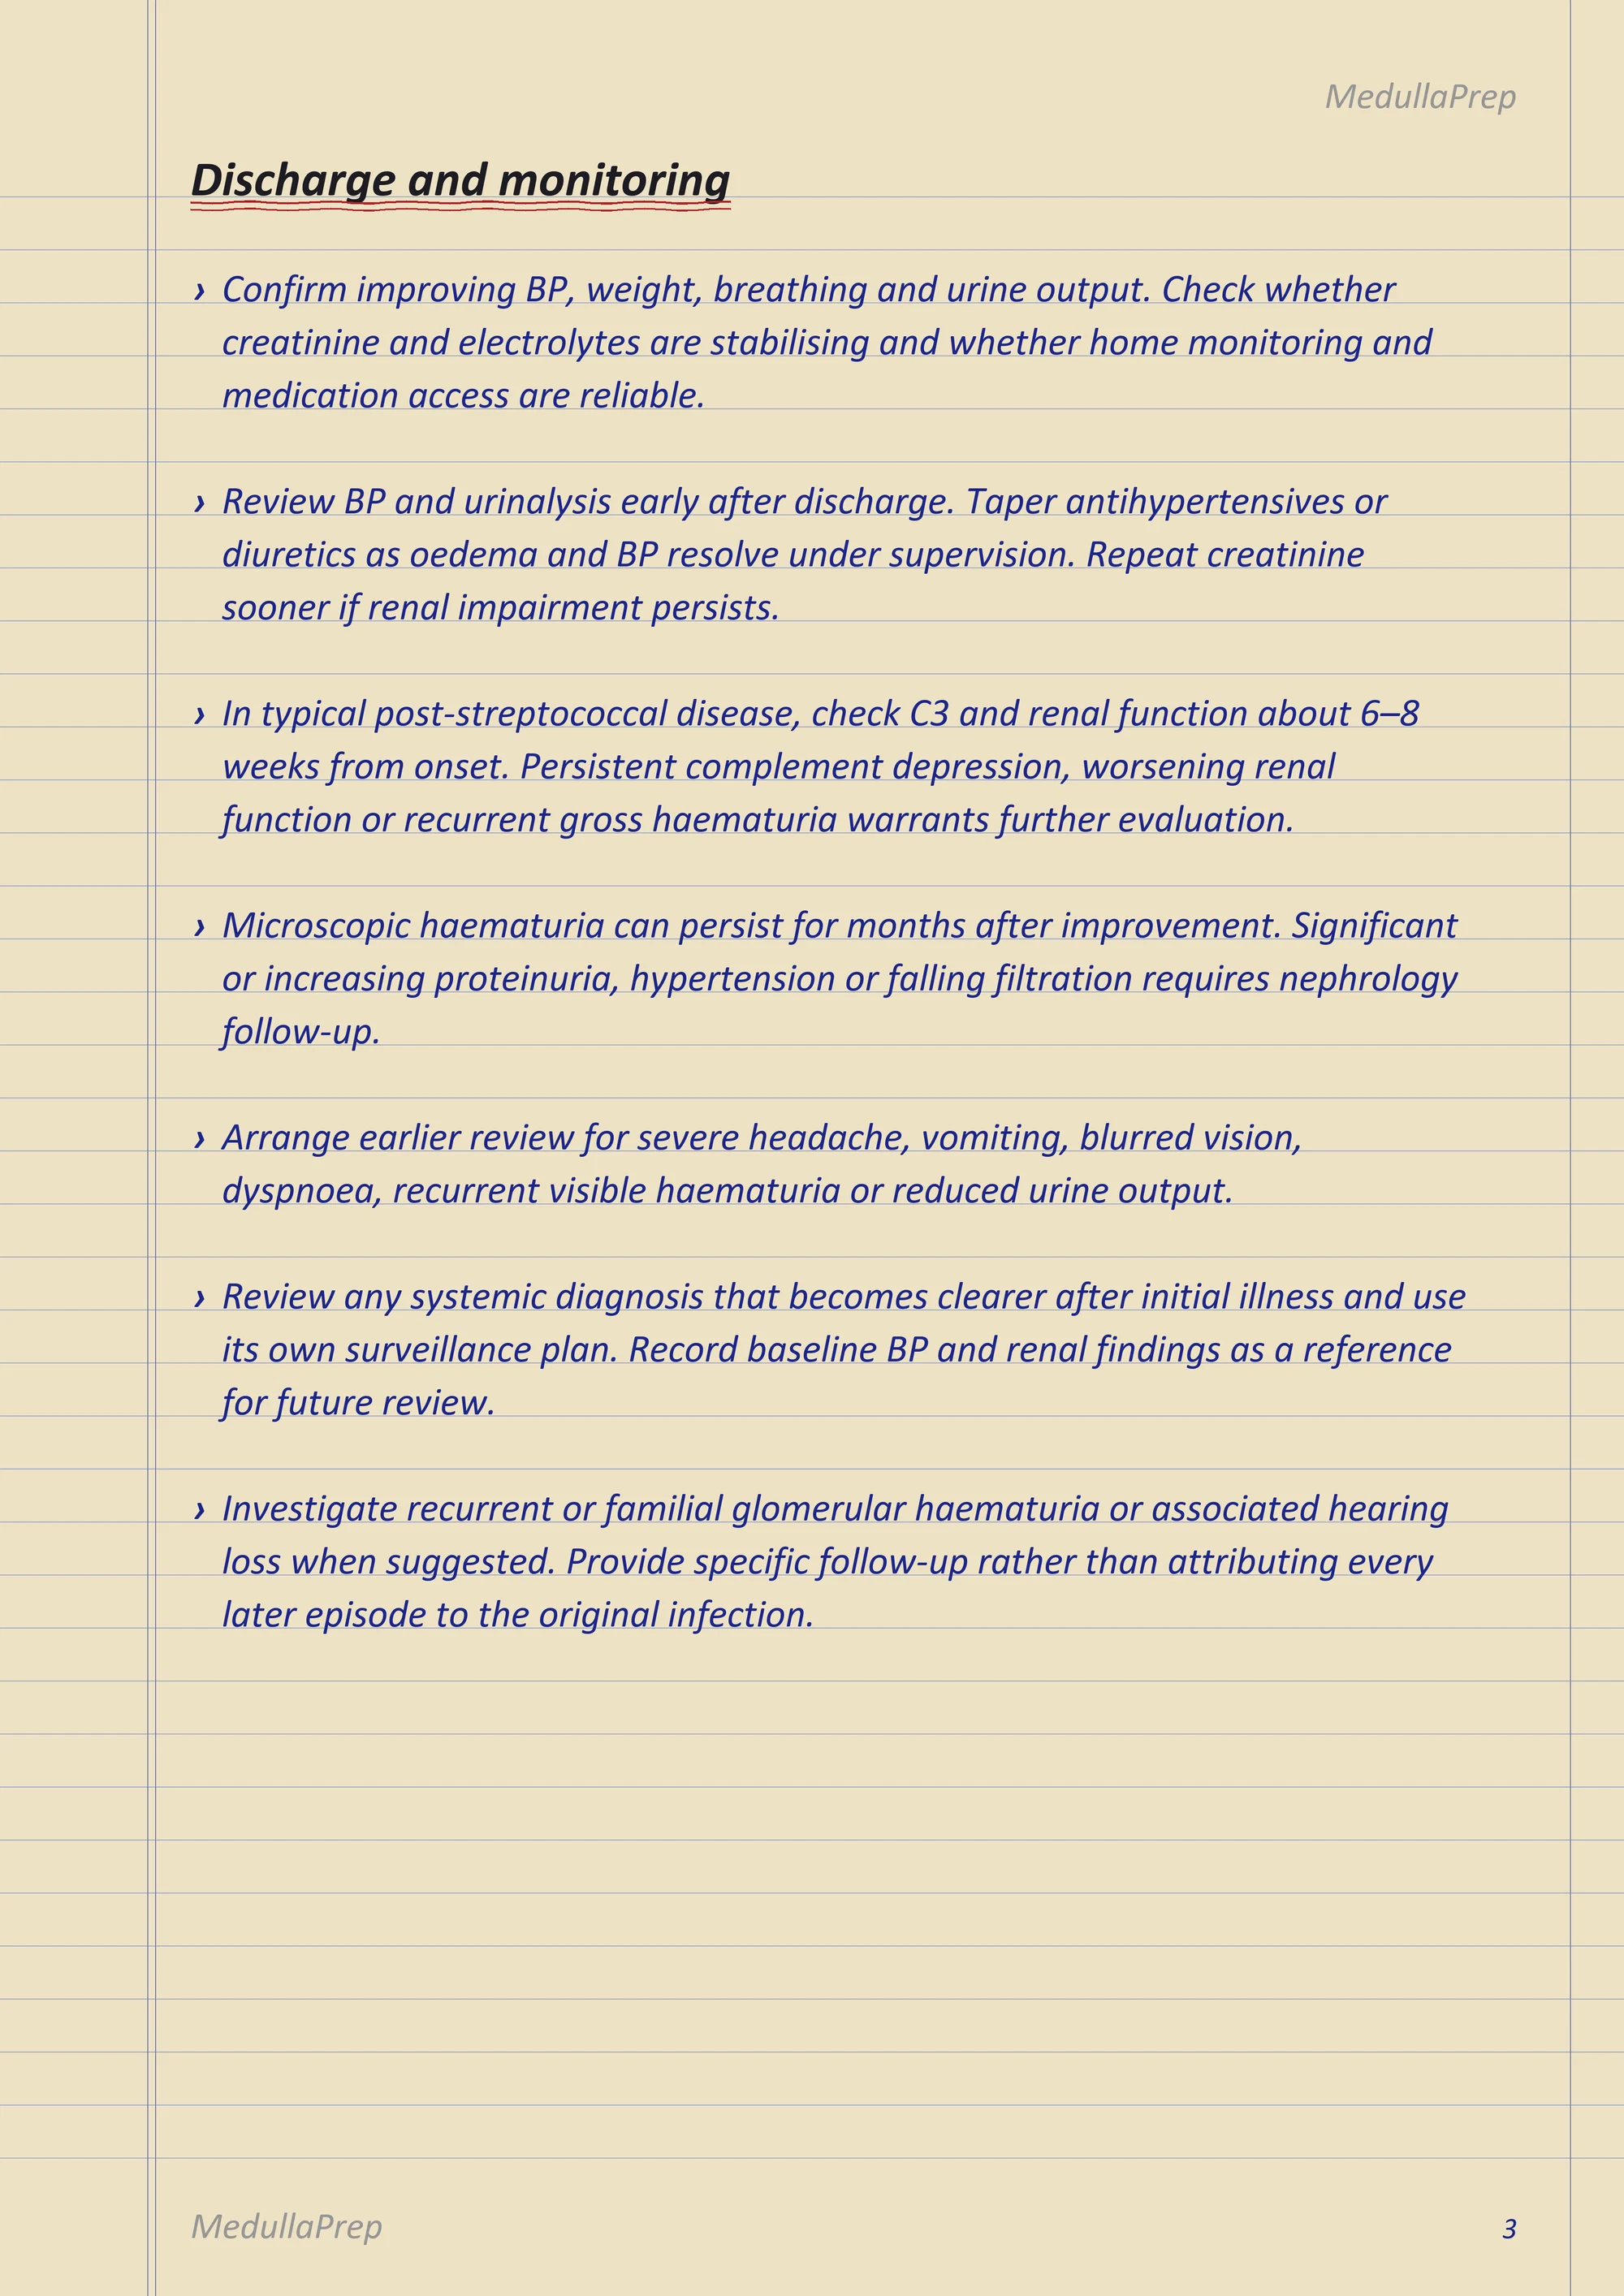 MedullaPrep
Discharge and monitoring
› Confirm improving BP, weight, breathing and urine output. Check whether
creatinine and electrolytes are stabilising and whether home monitoring and
medication access are reliable.
› Review BP and urinalysis early after discharge. Taper antihypertensives or
diuretics as oedema and BP resolve under supervision. Repeat creatinine
sooner if renal impairment persists.
› In typical post-streptococcal disease, check C3 and renal function about 6–8
weeks from onset. Persistent complement depression, worsening renal
function or recurrent gross haematuria warrants further evaluation.
› Microscopic haematuria can persist for months after improvement. Significant
or increasing proteinuria, hypertension or falling filtration requires nephrology
follow-up.
› Arrange earlier review for severe headache, vomiting, blurred vision,
dyspnoea, recurrent visible haematuria or reduced urine output.
› Review any systemic diagnosis that becomes clearer after initial illness and use
its own surveillance plan. Record baseline BP and renal findings as a reference
for future review.
› Investigate recurrent or familial glomerular haematuria or associated hearing
loss when suggested. Provide specific follow-up rather than attributing every
later episode to the original infection.
MedullaPrep
3